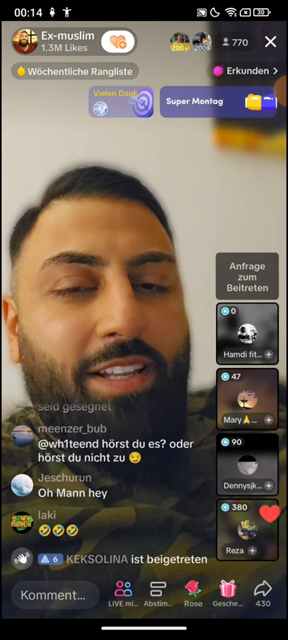 00:14
30
Ex-muslim
1.3M Likes
200
200
770
Wöchentliche Rangliste
Erkunden >
Vielen Dank
Super Montag
Anfrage
zum
Beitreten
0
Hamdi fit...
47
Mary
90
Dennysjk...
380
Reza
seid gesegnet
meenzer_bub
@wh1teend hörst du es? oder
hörst du nicht zu 😏
Jeschurun
Oh Mann hey
laki
🤣🤣🤣
6 KEKSOLINA ist beigetreten
Komment...
LIVE mi...
Abstim...
Rose
Gesche...
430